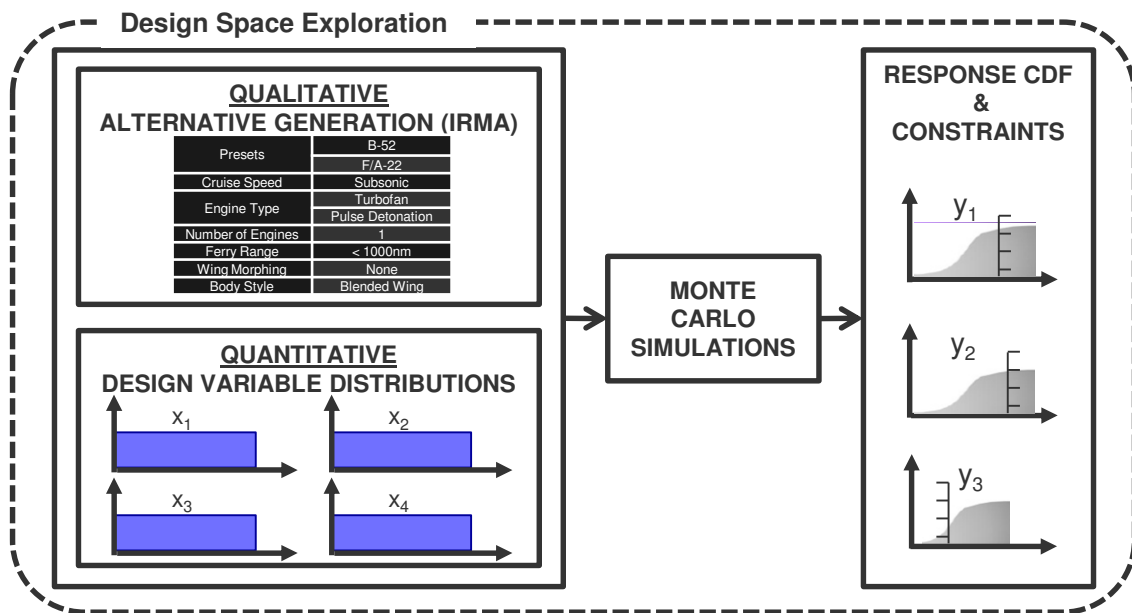 Design Space Exploration
QUALITATIVE
ALTERNATIVE GENERATION (IRMA)
Presets
B-52
F/A-22
Cruise Speed Subsonic
Engine Type
Turbofan
Pulse Detonation
Number of Engines 1
Ferry Range < 1000nm
Wing Morphing None
Body Style Blended Wing
QUANTITATIVE
DESIGN VARIABLE DISTRIBUTIONS
x₁ x₂
x₃ x₄
MONTE
CARLO
SIMULATIONS
RESPONSE CDF
&
CONSTRAINTS
y₁
y₂
y₃